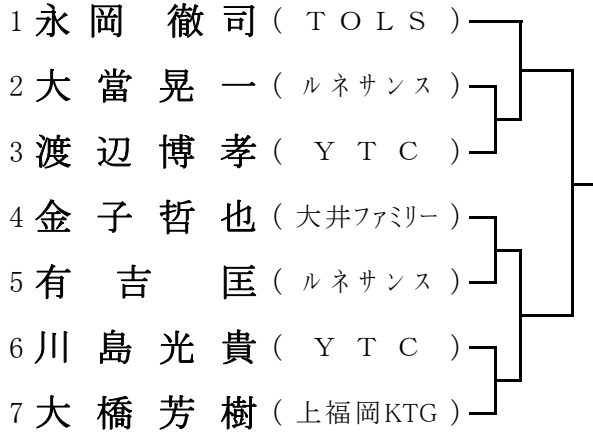 1 永岡 徹司 ( TOLS )
2 大當晃一 ( ルネサンス )
3 渡辺博孝 ( YTC )
4 金子哲也 ( 大井ファミリー )
5 有吉 匡 ( ルネサンス )
6 川島光貴 ( YTC )
7 大橋芳樹 ( 上福岡KTG )